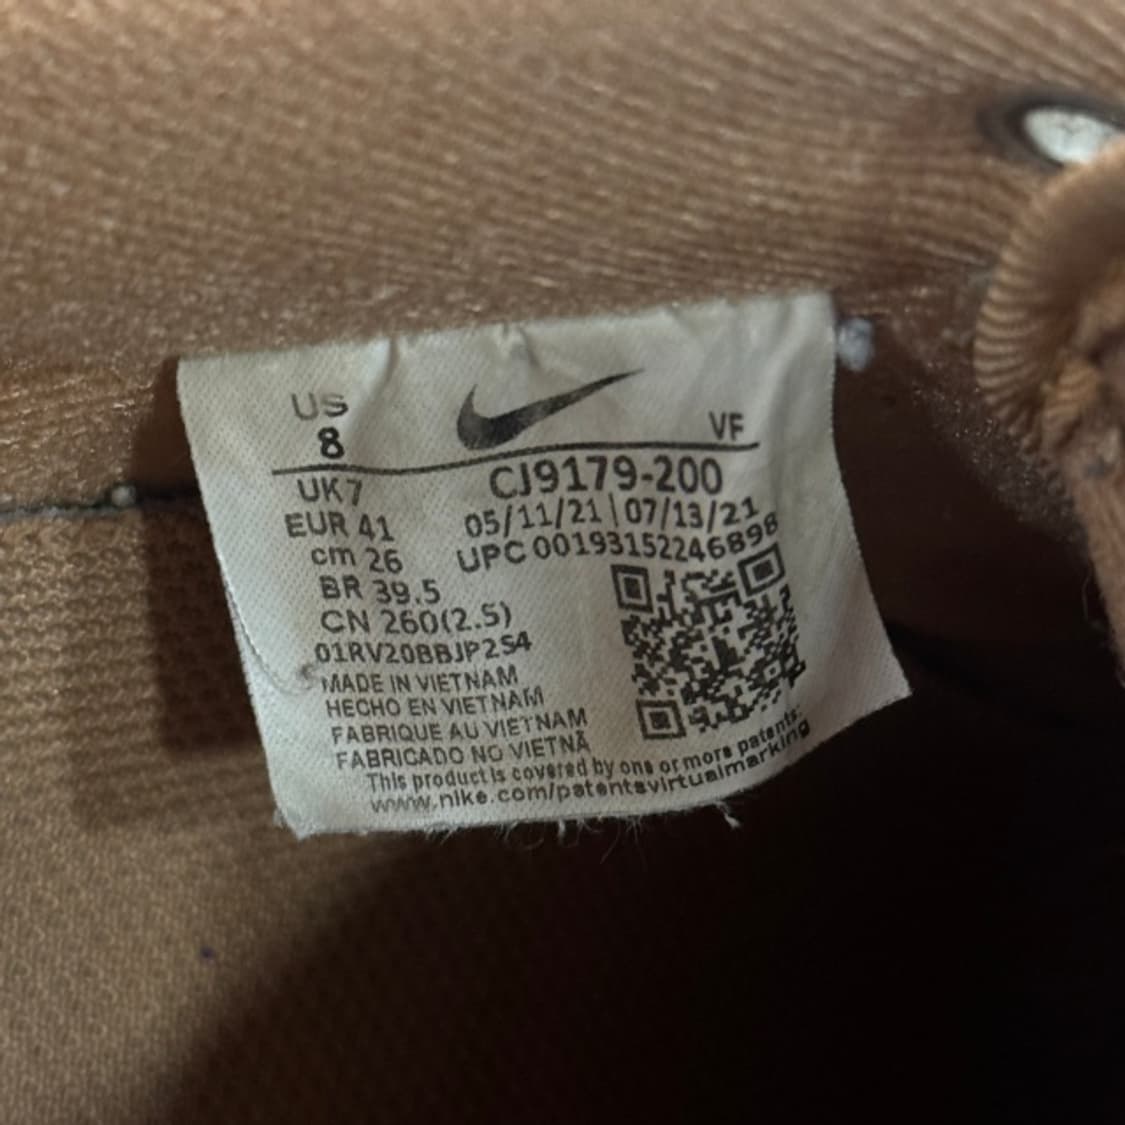 US
8
VF
UK 7
CJ9179-200
EUR 41
05/11/21 | 07/13/21
cm 26
UPC 00193152246898
BR 39.5
CN 260(2.5)
01RV20BBJP2S4
MADE IN VIETNAM
HECHO EN VIETNAM
FABRIQUE AU VIETNAM
FABRICADO NO VIETNÃ
This product is covered by one or more patents:
www.nike.com/patentsvirtualmarking